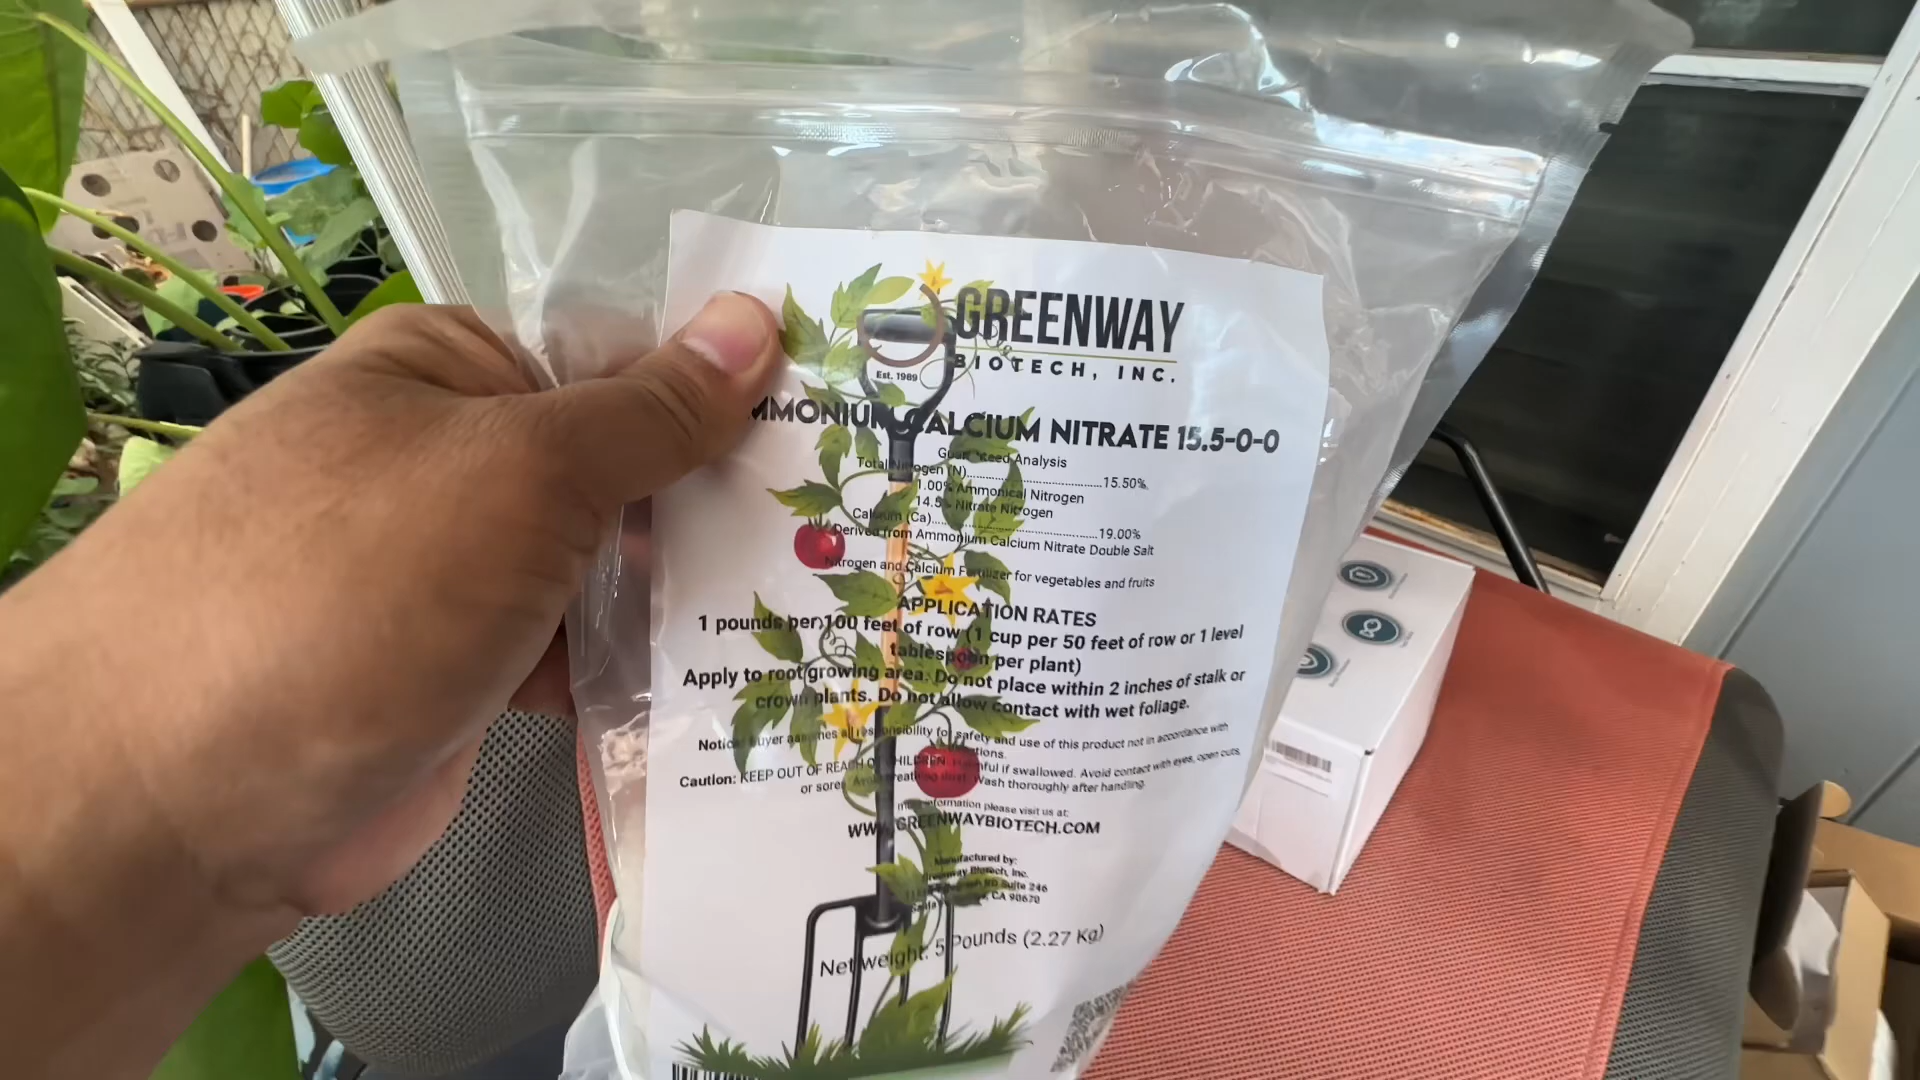 GREENWAY
BIOTECH, INC.
Est. 1989
MMONIUM CALCIUM NITRATE 15.5-0-0
Analysis
Total Nitrogen (N)..............................15.50%
1.00% Ammonical Nitrogen
14.5% Nitrate Nitrogen
Calcium (Ca)..............................19.00%
Derived from Ammonium Calcium Nitrate Double Salt
Nitrogen and Calcium Fertilizer for vegetables and fruits
APPLICATION RATES
1 pounds per 100 feet of row (1 cup per 50 feet of row or 1 level
tablespoon per plant)
Apply to root growing area. Do not place within 2 inches of stalk or
crown plants. Do not allow contact with wet foliage.
Notice: Buyer assumes all responsibility for safety and use of this product not in accordance with
Caution: KEEP OUT OF REACH OF CHILDREN. Harmful if swallowed. Avoid contact with eyes, open cuts,
or sores. Avoid breathing dust. Wash thoroughly after handling.
information please visit us at:
WWW.GREENWAYBIOTECH.COM
Manufactured by:
Greenway Biotech, Inc.
Suite 246
CA 90670
Net weight: 5 Pounds (2.27 Kg)